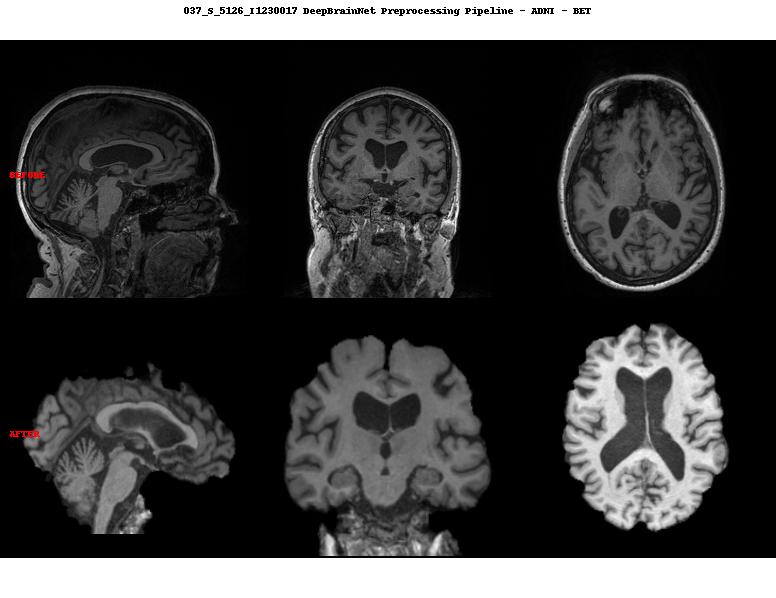 037_S_5126_I1230017 DeepBrainNet Preprocessing Pipeline - ADNI - BET
BEFORE
AFTER